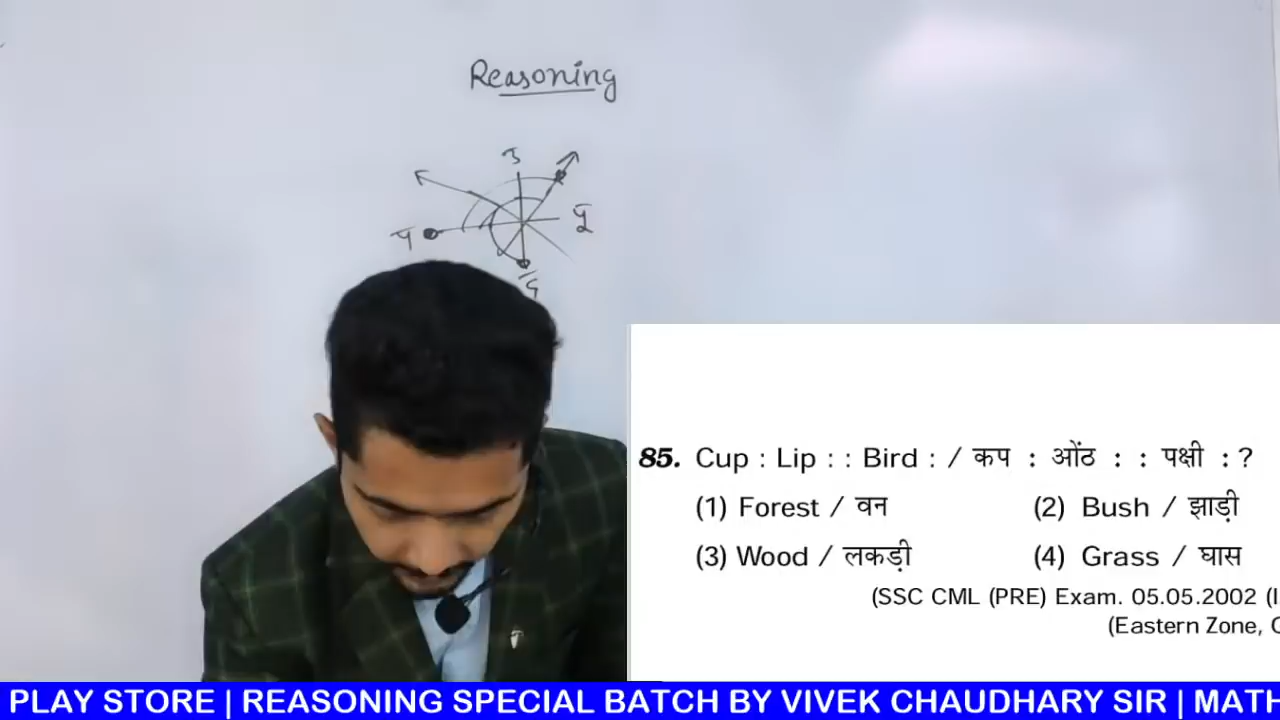 Reasoning
उ
पू
प
द
85. Cup : Lip : : Bird : / कप : ओंठ : : पक्षी : ?
(1) Forest / वन (2) Bush / झाड़ी
(3) Wood / लकड़ी (4) Grass / घास
(SSC CML (PRE) Exam. 05.05.2002 (I
(Eastern Zone,
PLAY STORE | REASONING SPECIAL BATCH BY VIVEK CHAUDHARY SIR | MATH